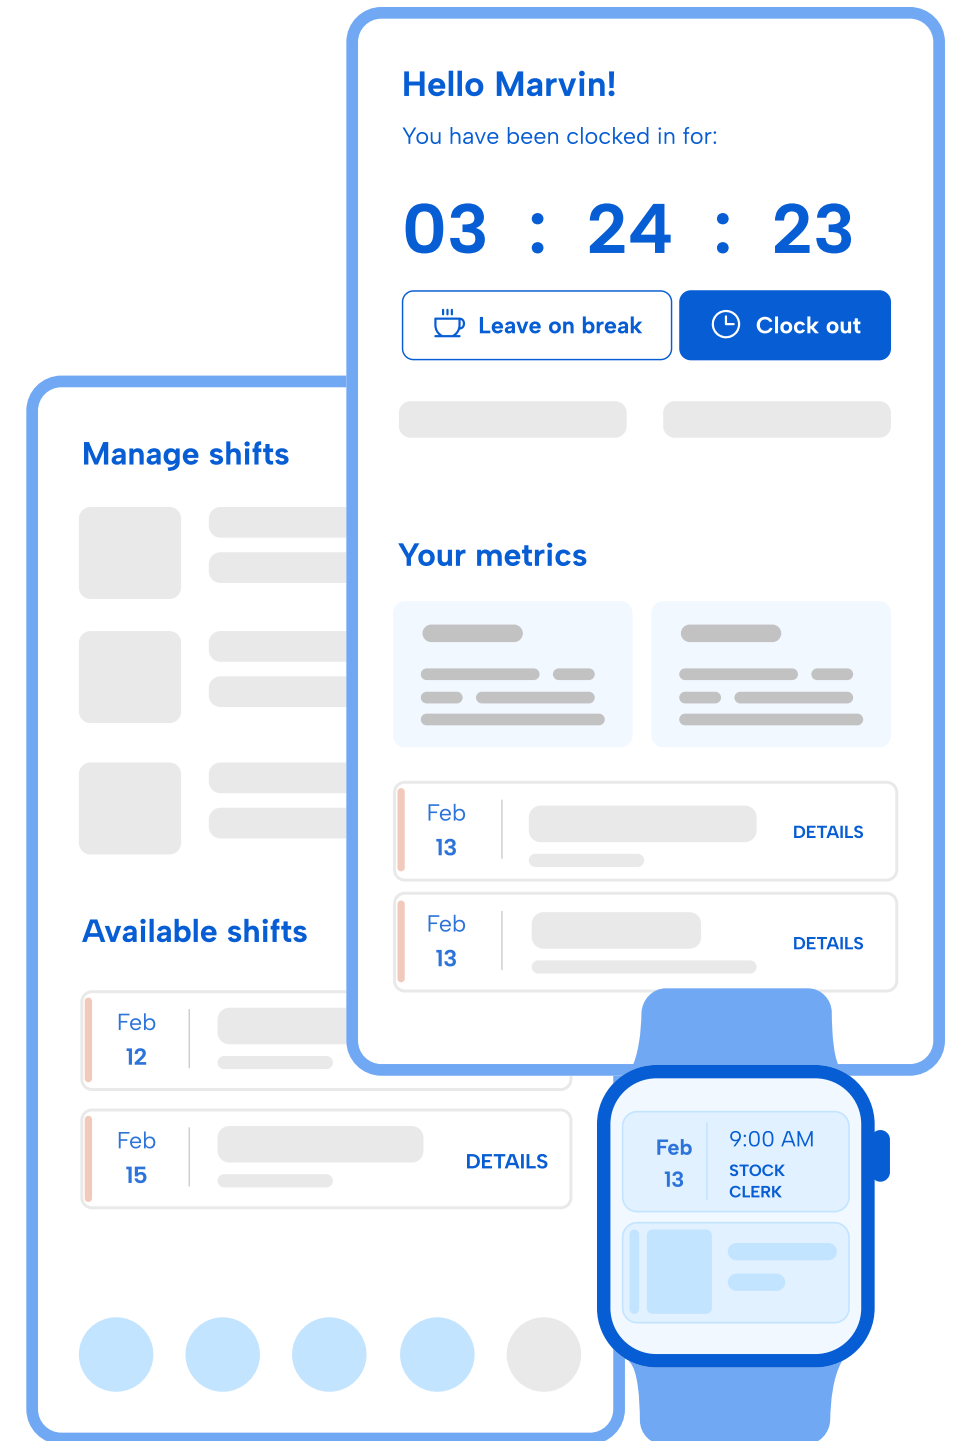 Hello Marvin!
You have been clocked in for:
03 : 24 : 23
Leave on break
Clock out
Your metrics
Feb
13
DETAILS
Feb
13
DETAILS
Manage shifts
Available shifts
Feb
12
Feb
15
DETAILS
Feb
13
9:00 AM
STOCK
CLERK